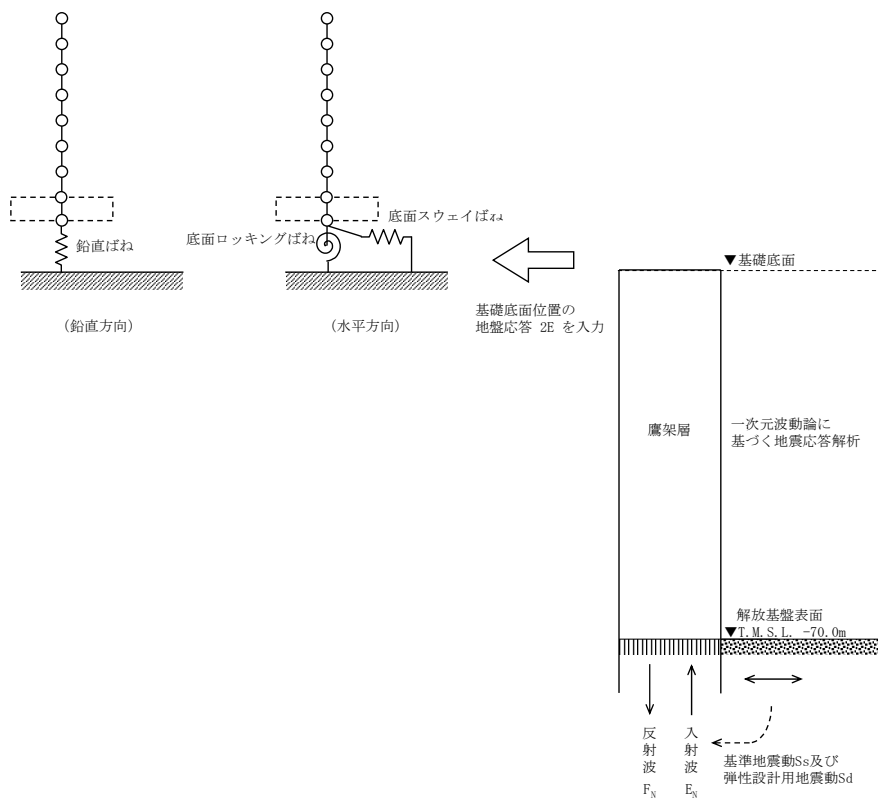 底面スウェイばね
底面ロッキングばね
鉛直ばね
(鉛直方向)
(水平方向)
基礎底面位置の
地盤応答 2E を入力
▼基礎底面
鷹架層
一次元波動論に
基づく地震応答解析
解放基盤表面
▼T.M.S.L. -70.0m
反射波 FN
入射波 EN
基準地震動Ss及び
弾性設計用地震動Sd